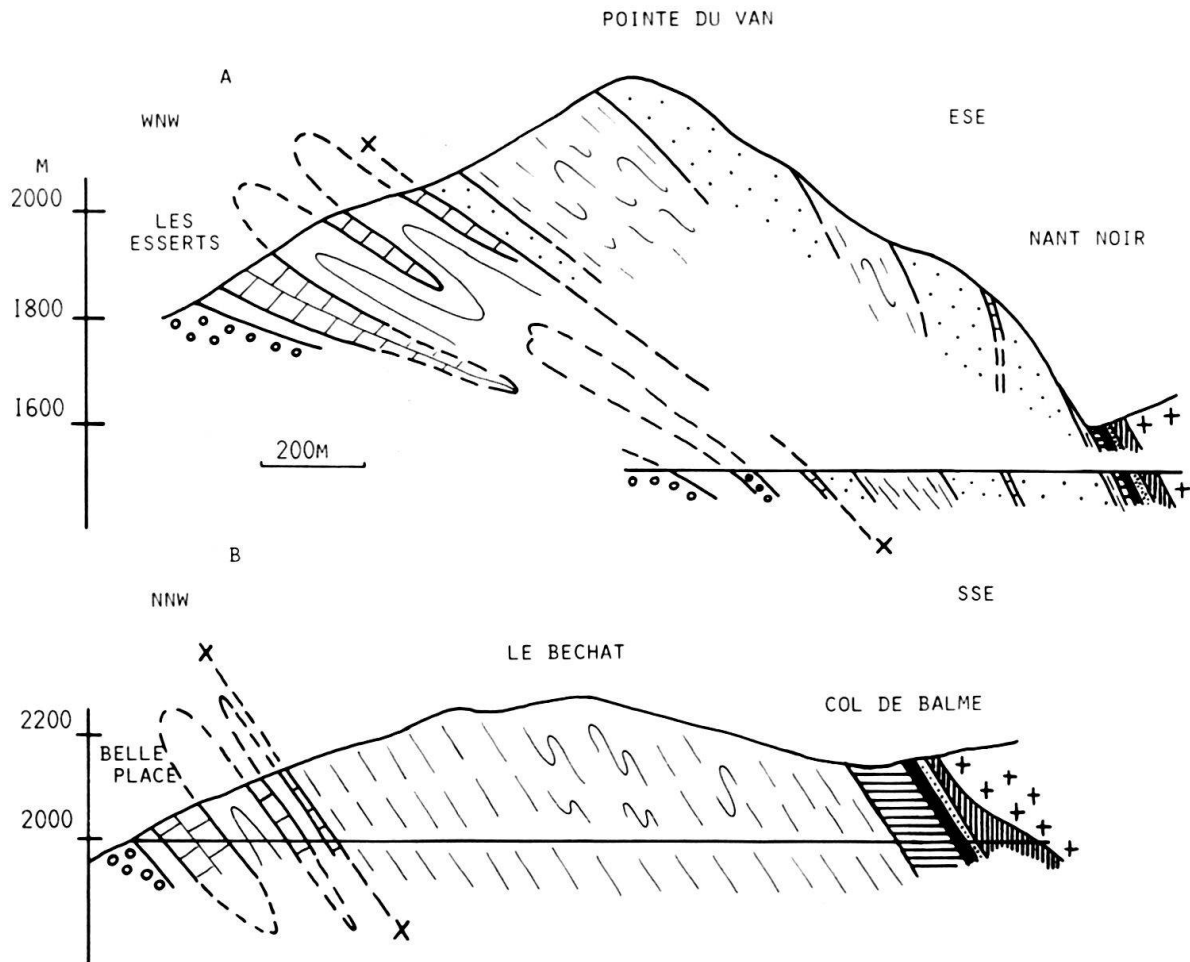 POINTE DU VAN
A
WNW
ESE
M
2000
LES
ESSERTS
NANT NOIR
1800
1600
200M
B
NNW
SSE
LE BECHAT
COL DE BALME
2200
BELLE
PLACE
2000